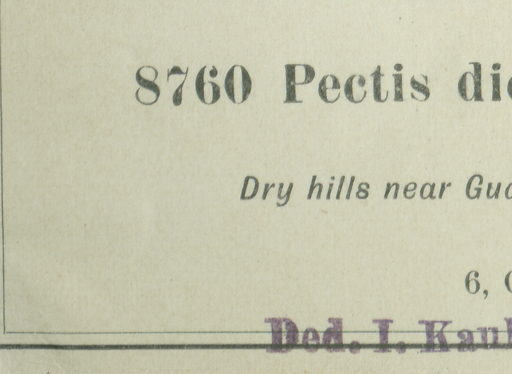 8760 Pectis
Dry hills near
6,
Ded. I.